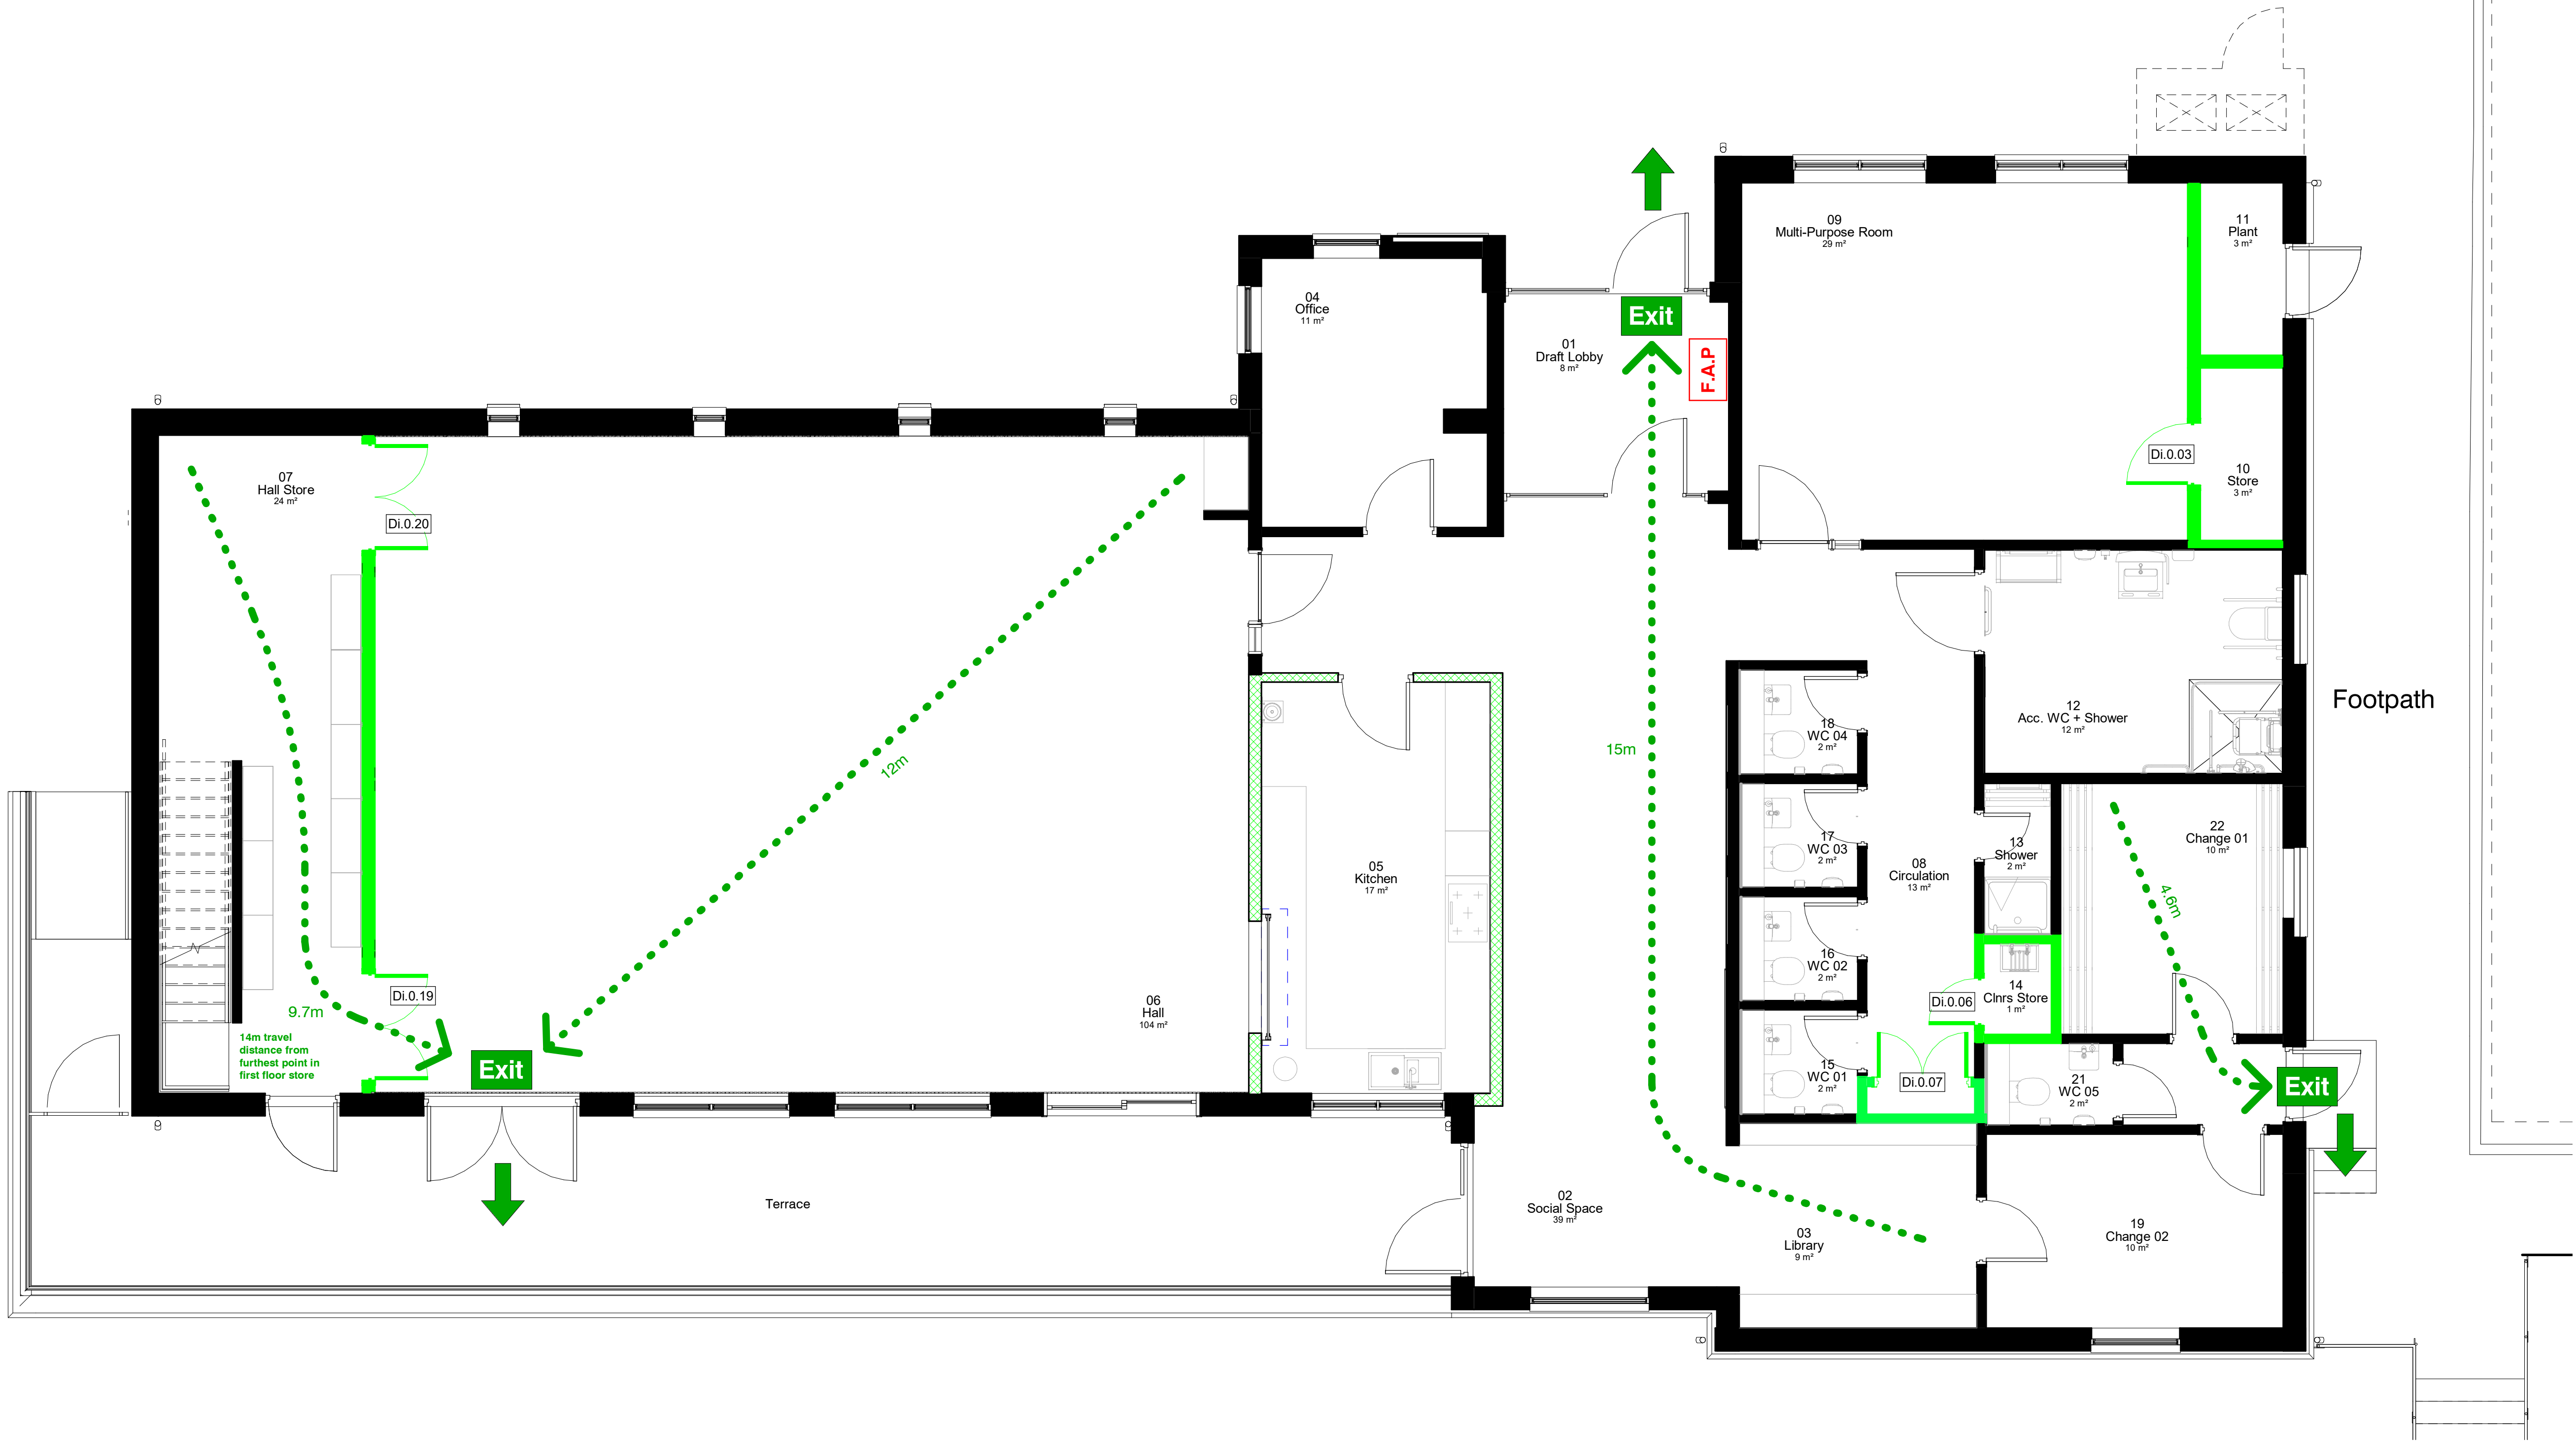 09
Multi-Purpose Room
29 m²
11
Plant
3 m²
04
Office
11 m²
Exit
01
Draft Lobby
8 m²
F.A.P
07
Hall Store
24 m²
Di.0.20
Di.0.03
10
Store
3 m²
12m
15m
Footpath
12
Acc. WC + Shower
12 m²
18
WC 04
2 m²
05
Kitchen
17 m²
17
WC 03
2 m²
08
Circulation
13 m²
13
Shower
2 m²
22
Change 01
10 m²
4.6m
16
WC 02
2 m²
Di.0.19
9.7m
14m travel
distance from
furthest point in
first floor store
Exit
06
Hall
104 m²
Di.0.06
14
Clnrs Store
1 m²
15
WC 01
2 m²
Di.0.07
21
WC 05
2 m²
Exit
Terrace
02
Social Space
39 m²
03
Library
9 m²
19
Change 02
10 m²